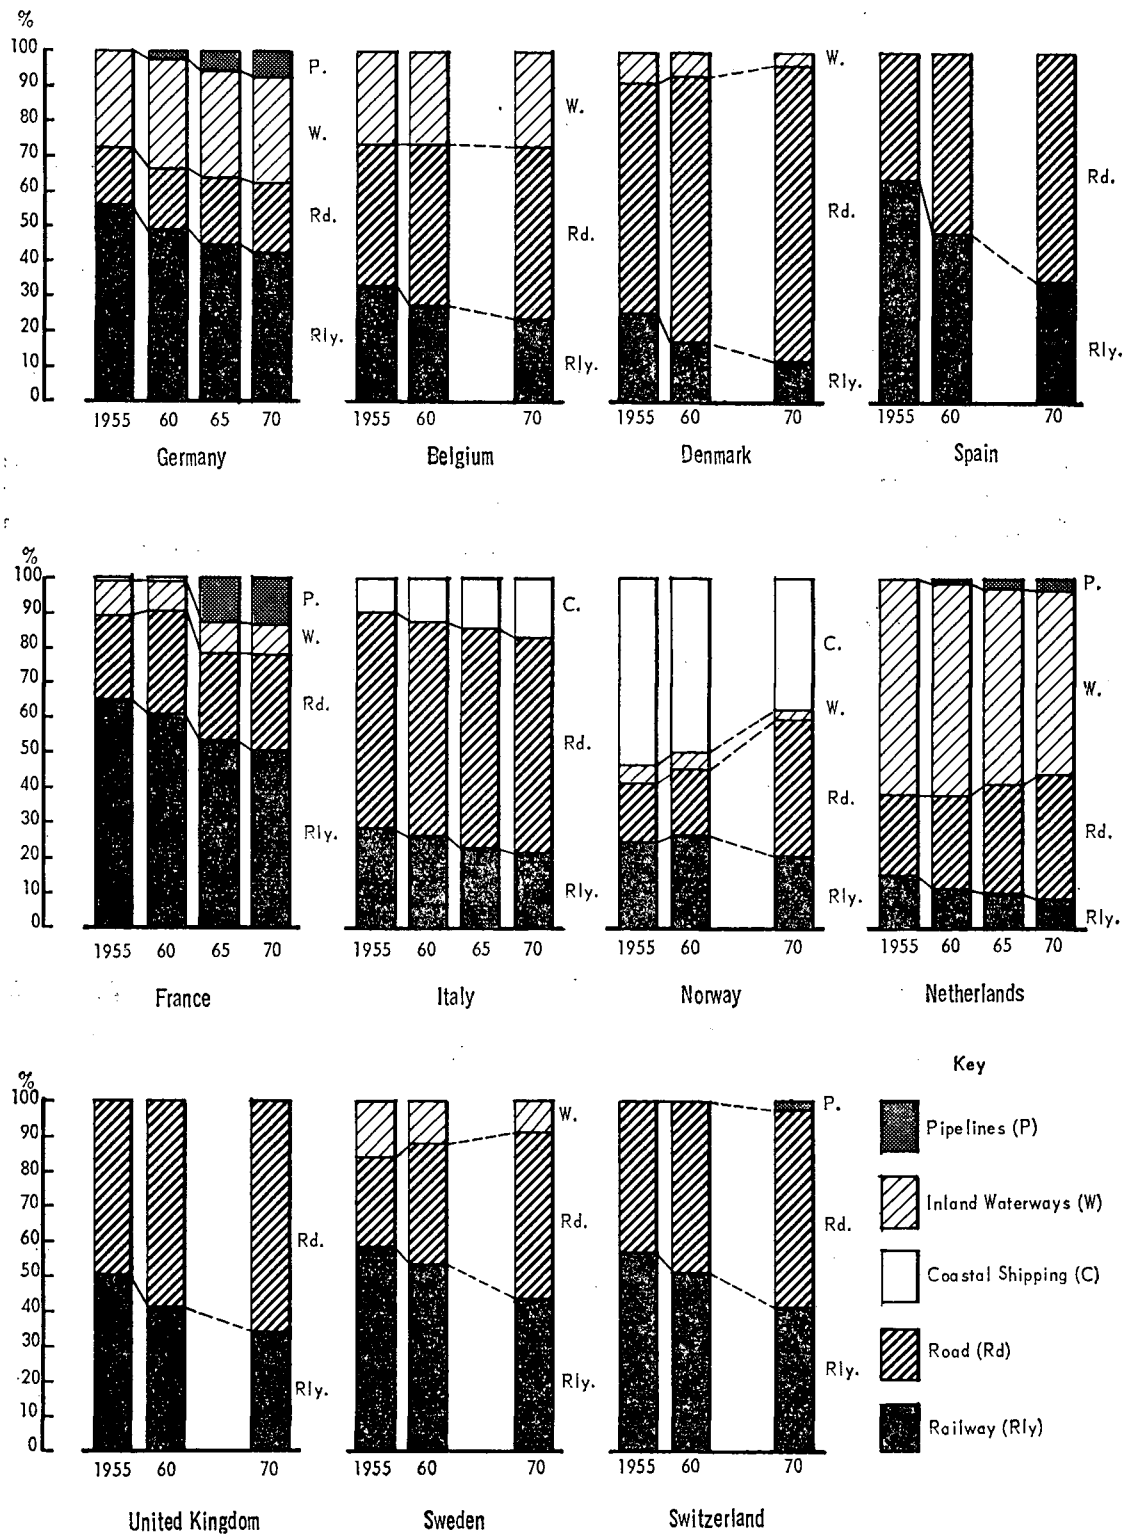 %
100
90
80
70
60
50
40
30
20
10
0
P.
W.
Rd.
Rly.
1955 60 65 70
Germany
W.
Rd.
Rly.
1955 60 70
Belgium
W.
Rd.
Rly.
1955 60 70
Denmark
Rd.
Rly.
1955 60 70
Spain
%
100
90
80
70
60
50
40
30
20
10
0
P.
W.
Rd.
Rly.
1955 60 65 70
France
C.
Rd.
Rly.
1955 60 65 70
Italy
C.
W.
Rd.
Rly.
1955 60 70
Norway
P.
W.
Rd.
Rly.
1955 60 65 70
Netherlands
%
100
90
80
70
60
50
40
30
20
10
0
Rd.
Rly.
1955 60 70
United Kingdom
W.
Rd.
Rly.
1955 60 70
Sweden
P.
Rd.
Rly.
1955 60 70
Switzerland
Key
Pipelines (P)
Inland Waterways (W)
Coastal Shipping (C)
Road (Rd)
Railway (Rly)